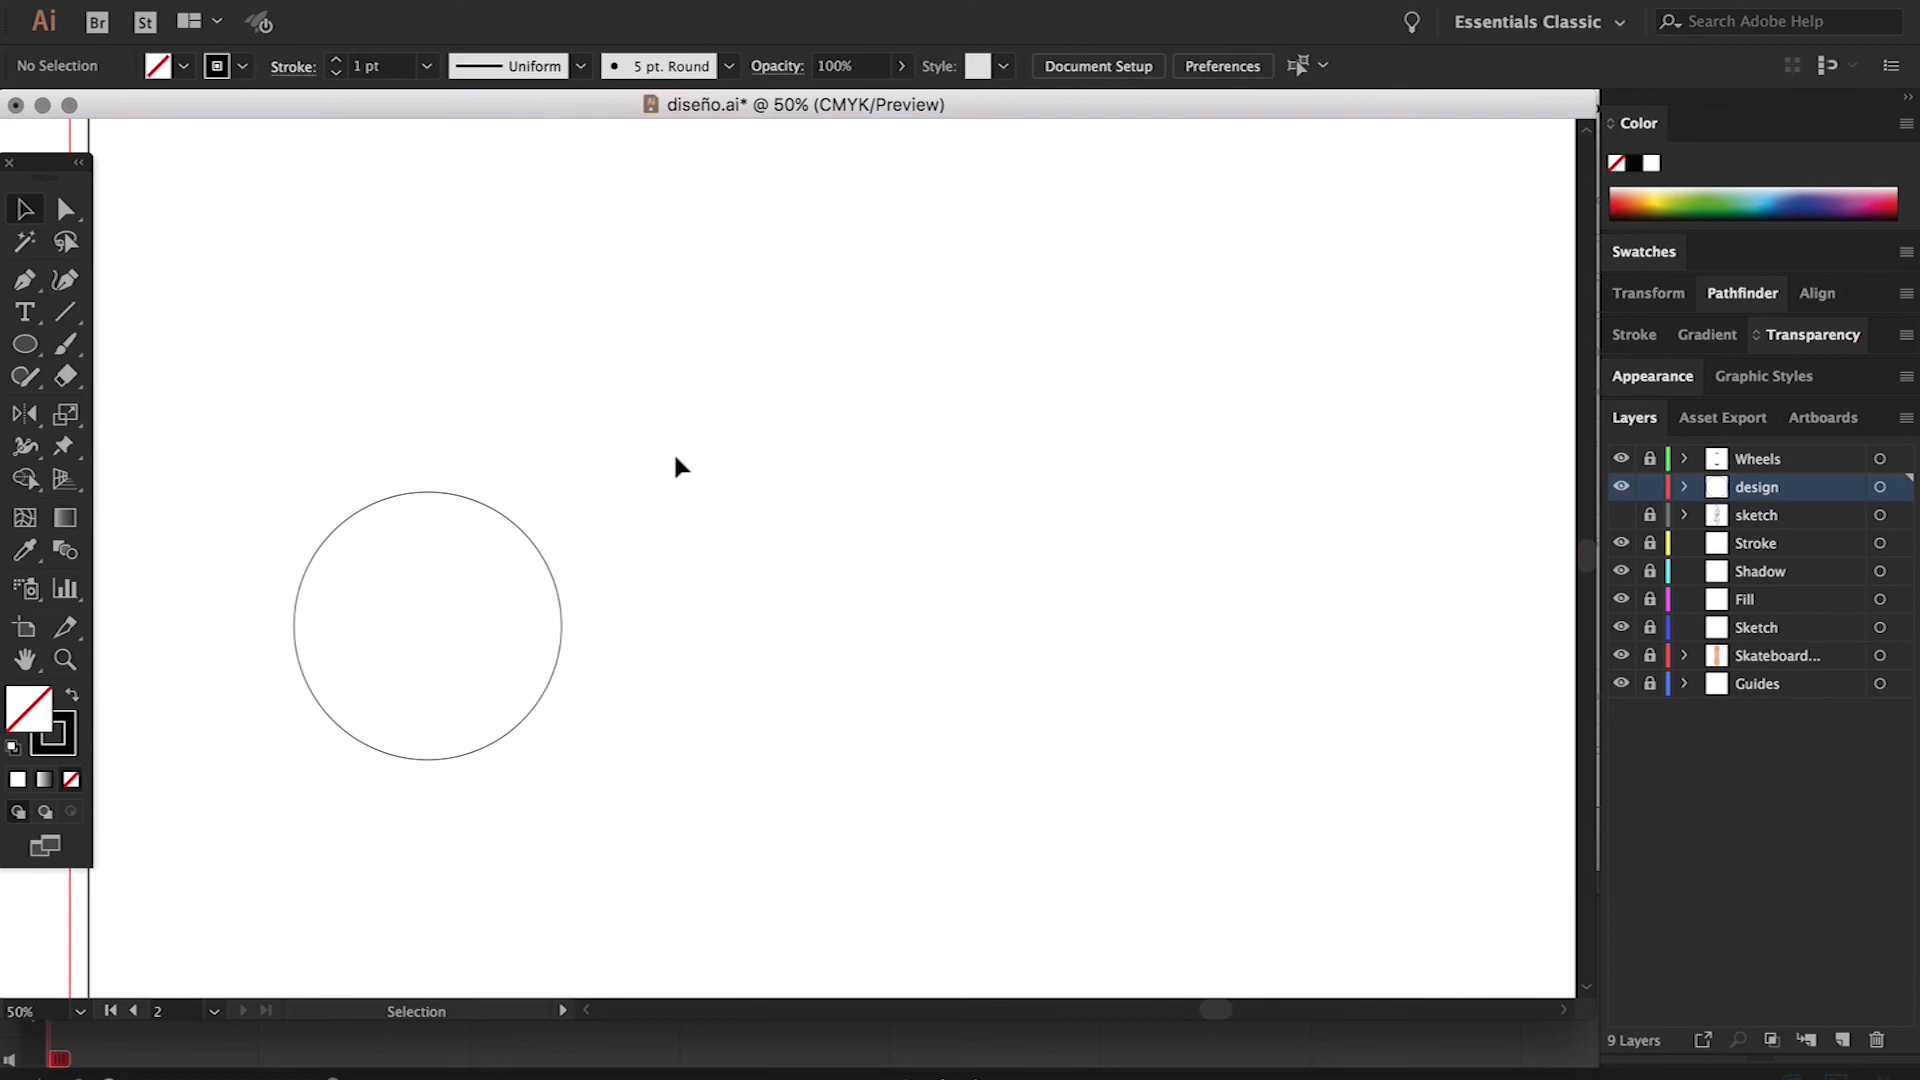 Ai Br St Essentials Classic Search Adobe Help
No Selection Stroke: 1 pt Uniform 5 pt. Round Opacity: 100% Style: Document Setup Preferences
diseño.ai* @ 50% (CMYK/Preview)
Color
Swatches
Transform Pathfinder Align
Stroke Gradient Transparency
Appearance Graphic Styles
Layers Asset Export Artboards
Wheels
design
sketch
Stroke
Shadow
Fill
Sketch
Skateboard...
Guides
50% 2 Selection
9 Layers